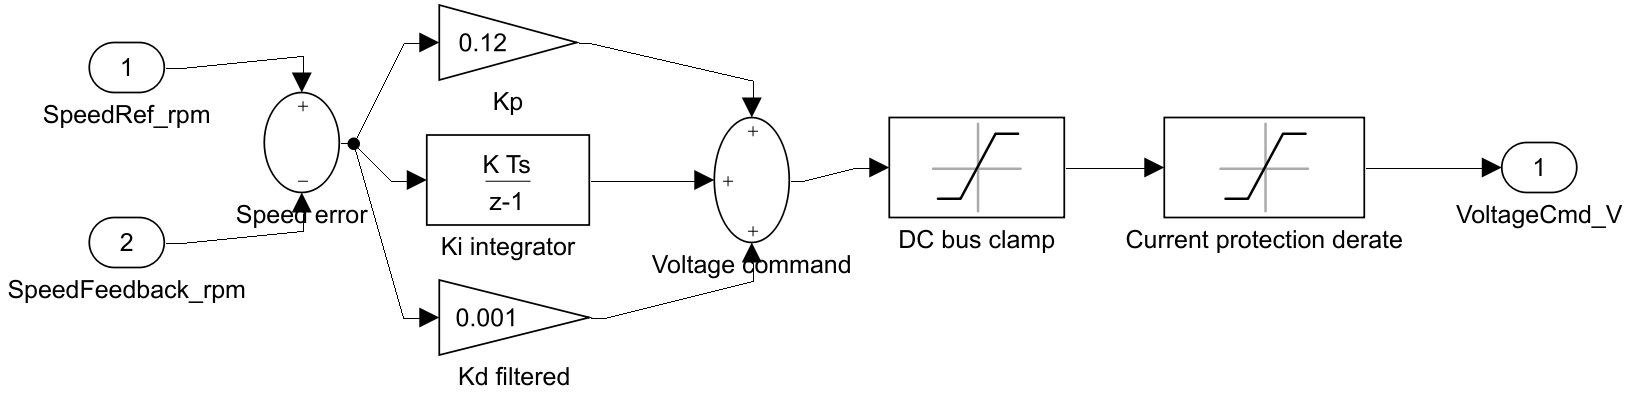 1
SpeedRef_rpm
2
SpeedFeedback_rpm
+
−
Speed error
0.12
Kp
K Ts
z-1
Ki integrator
0.001
Kd filtered
+
+
+
Voltage command
DC bus clamp
Current protection derate
1
VoltageCmd_V